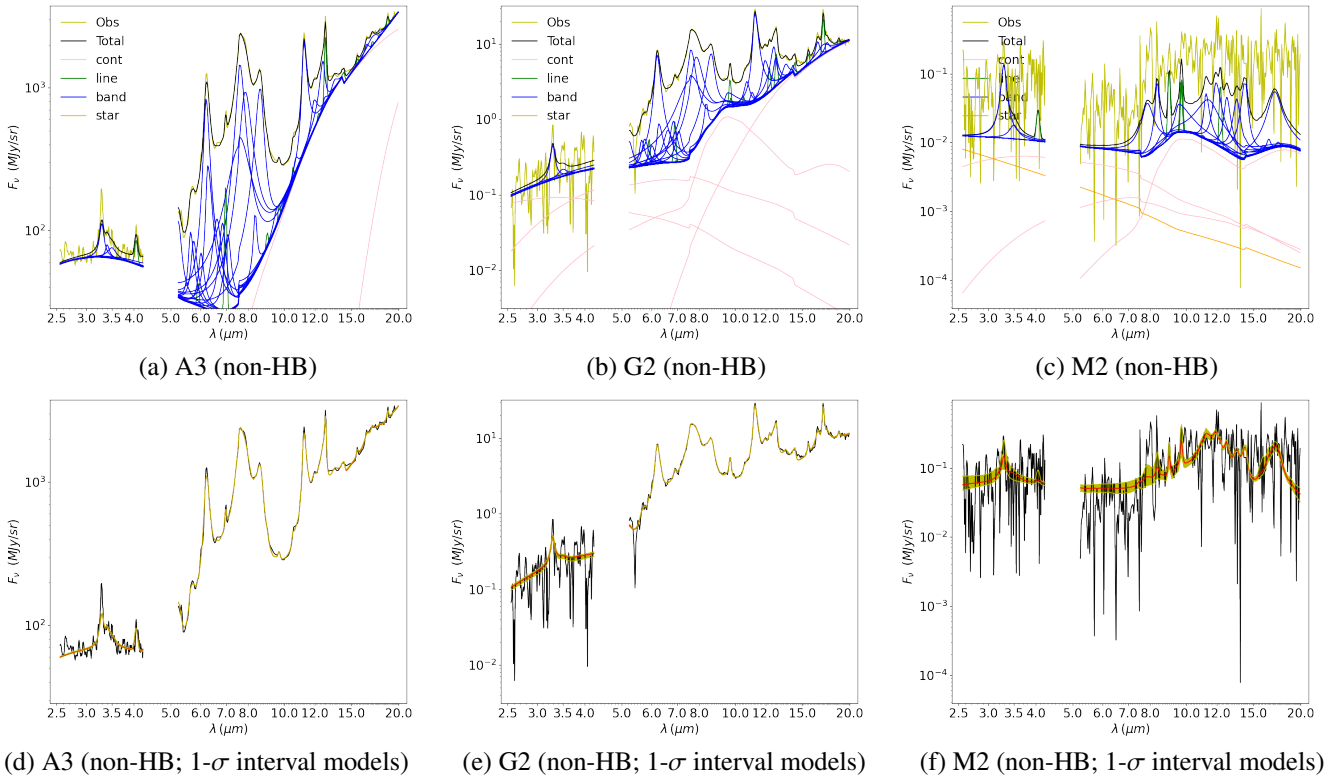 Obs
Total
cont
line
band
star
10³
10²
F_ν (MJy/sr)
2.5 3.0 3.5 4.0 5.0 6.0 7.0 8.0 10.0 12.0 15.0 20.0
λ (μm)
(a) A3 (non-HB)
Obs
Total
cont
line
band
star
10¹
10⁰
10⁻¹
10⁻²
F_ν (MJy/sr)
2.5 3.0 3.5 4.0 5.0 6.0 7.0 8.0 10.0 12.0 15.0 20.0
λ (μm)
(b) G2 (non-HB)
Obs
Total
cont
line
band
star
10⁻¹
10⁻²
10⁻³
10⁻⁴
F_ν (MJy/sr)
2.5 3.0 3.5 4.0 5.0 6.0 7.0 8.0 10.0 12.0 15.0 20.0
λ (μm)
(c) M2 (non-HB)
10³
10²
F_ν (MJy/sr)
2.5 3.0 3.5 4.0 5.0 6.0 7.0 8.0 10.0 12.0 15.0 20.0
λ (μm)
(d) A3 (non-HB; 1-σ interval models)
10¹
10⁰
10⁻¹
10⁻²
F_ν (MJy/sr)
2.5 3.0 3.5 4.0 5.0 6.0 7.0 8.0 10.0 12.0 15.0 20.0
λ (μm)
(e) G2 (non-HB; 1-σ interval models)
10⁻¹
10⁻²
10⁻³
10⁻⁴
F_ν (MJy/sr)
2.5 3.0 3.5 4.0 5.0 6.0 7.0 8.0 10.0 12.0 15.0 20.0
λ (μm)
(f) M2 (non-HB; 1-σ interval models)